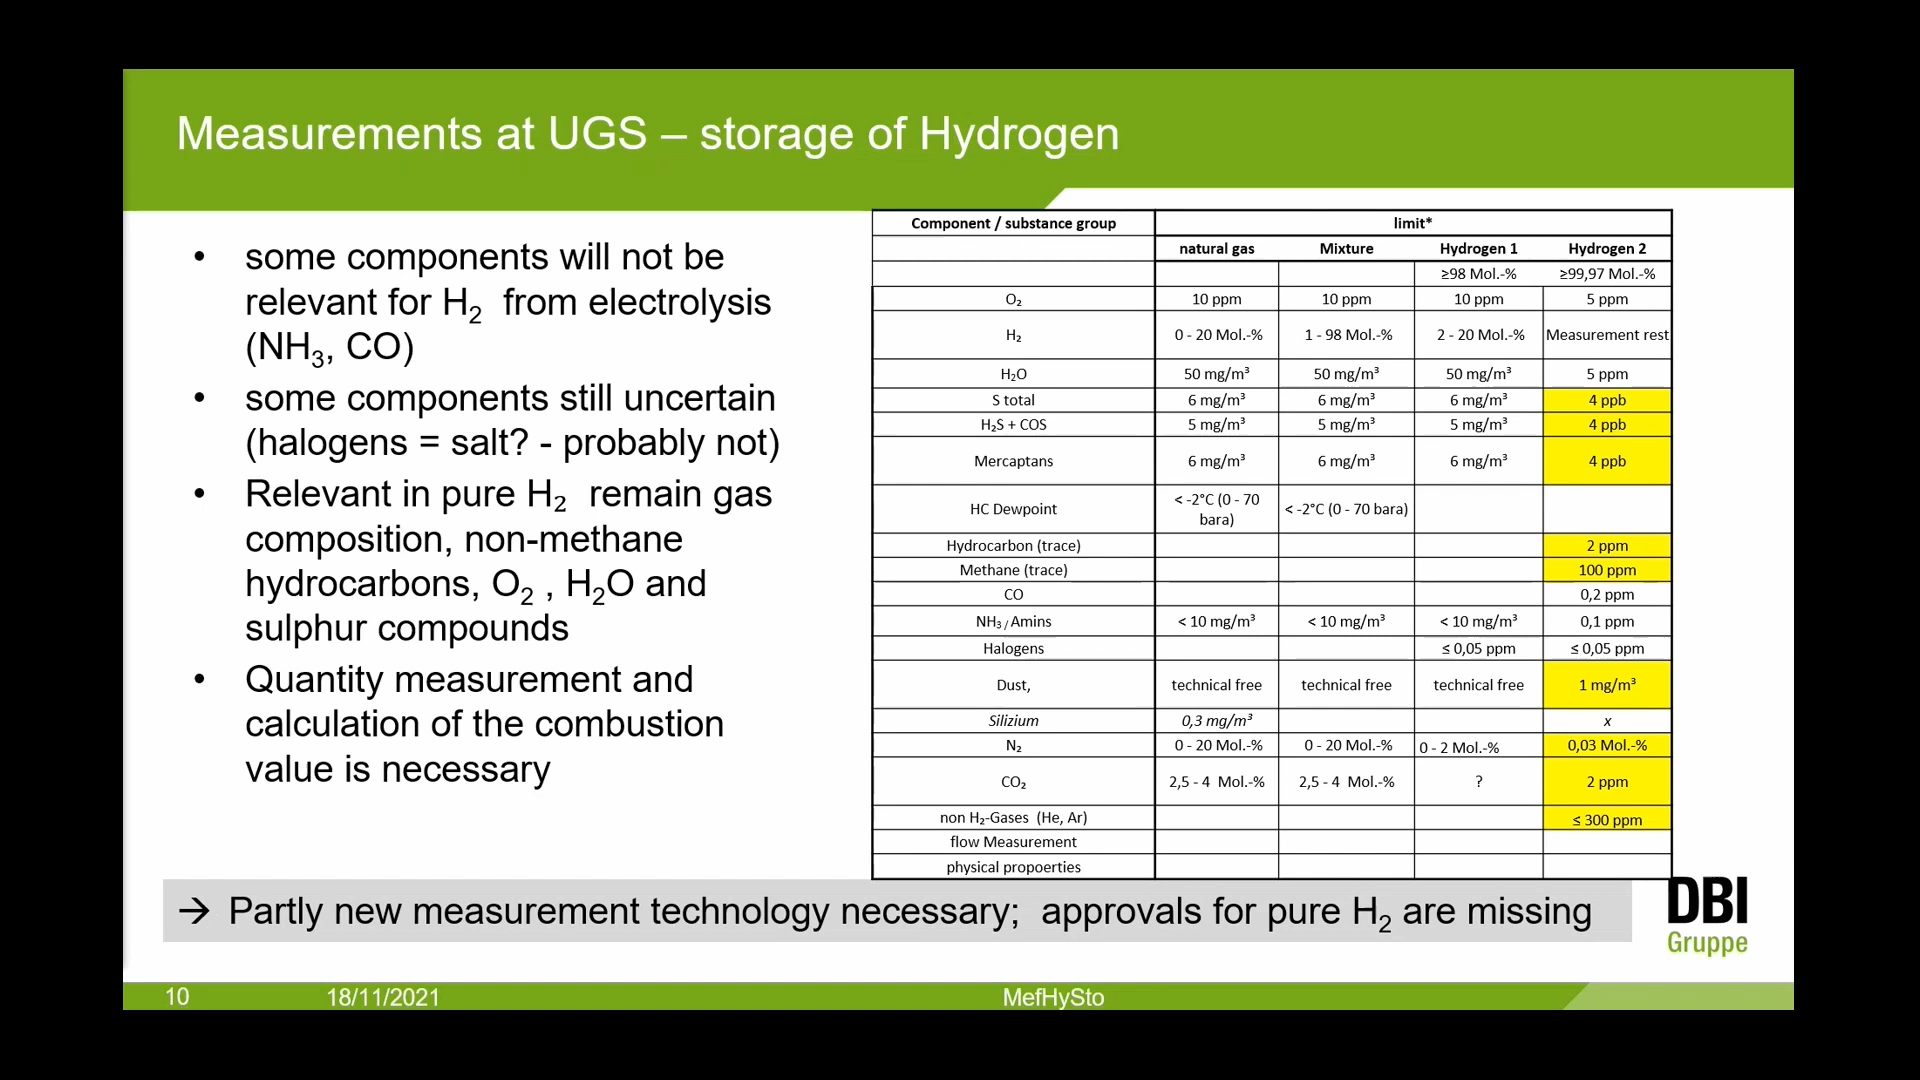 Measurements at UGS – storage of Hydrogen
• some components will not be
relevant for H₂ from electrolysis
(NH₃, CO)
• some components still uncertain
(halogens = salt? - probably not)
• Relevant in pure H₂ remain gas
composition, non-methane
hydrocarbons, O₂ , H₂O and
sulphur compounds
• Quantity measurement and
calculation of the combustion
value is necessary
Component / substance group limit*
natural gas Mixture Hydrogen 1 Hydrogen 2
≥98 Mol.-% ≥99,97 Mol.-%
O₂ 10 ppm 10 ppm 10 ppm 5 ppm
H₂ 0 - 20 Mol.-% 1 - 98 Mol.-% 2 - 20 Mol.-% Measurement rest
H₂O 50 mg/m³ 50 mg/m³ 50 mg/m³ 5 ppm
S total 6 mg/m³ 6 mg/m³ 6 mg/m³ 4 ppb
H₂S + COS 5 mg/m³ 5 mg/m³ 5 mg/m³ 4 ppb
Mercaptans 6 mg/m³ 6 mg/m³ 6 mg/m³ 4 ppb
HC Dewpoint < -2°C (0 - 70 bara) < -2°C (0 - 70 bara)
Hydrocarbon (trace) 2 ppm
Methane (trace) 100 ppm
CO 0,2 ppm
NH₃ / Amins < 10 mg/m³ < 10 mg/m³ < 10 mg/m³ 0,1 ppm
Halogens ≤ 0,05 ppm ≤ 0,05 ppm
Dust, technical free technical free technical free 1 mg/m³
Silizium 0,3 mg/m³ x
N₂ 0 - 20 Mol.-% 0 - 20 Mol.-% 0 - 2 Mol.-% 0,03 Mol.-%
CO₂ 2,5 - 4 Mol.-% 2,5 - 4 Mol.-% ? 2 ppm
non H₂-Gases (He, Ar) ≤ 300 ppm
flow Measurement
physical propoerties
→ Partly new measurement technology necessary; approvals for pure H₂ are missing
DBI
Gruppe
10 18/11/2021 MefHySto